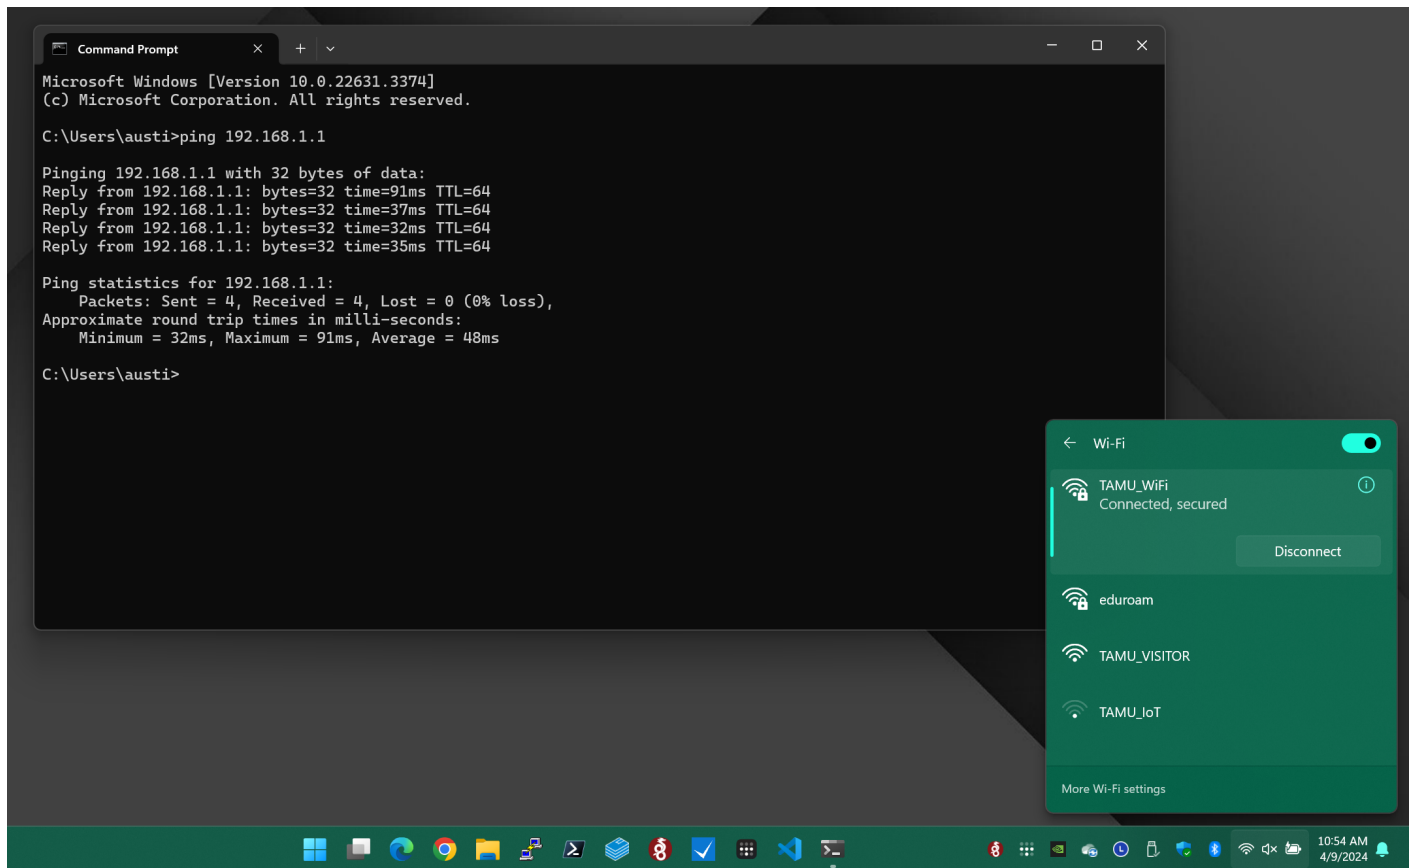 Command Prompt
Microsoft Windows [Version 10.0.22631.3374]
(c) Microsoft Corporation. All rights reserved.
C:\Users\austi>ping 192.168.1.1
Pinging 192.168.1.1 with 32 bytes of data:
Reply from 192.168.1.1: bytes=32 time=91ms TTL=64
Reply from 192.168.1.1: bytes=32 time=37ms TTL=64
Reply from 192.168.1.1: bytes=32 time=32ms TTL=64
Reply from 192.168.1.1: bytes=32 time=35ms TTL=64
Ping statistics for 192.168.1.1:
Packets: Sent = 4, Received = 4, Lost = 0 (0% loss),
Approximate round trip times in milli-seconds:
Minimum = 32ms, Maximum = 91ms, Average = 48ms
C:\Users\austi>
Wi-Fi
TAMU_WiFi
Connected, secured
Disconnect
eduroam
TAMU_VISITOR
TAMU_IoT
More Wi-Fi settings
10:54 AM
4/9/2024